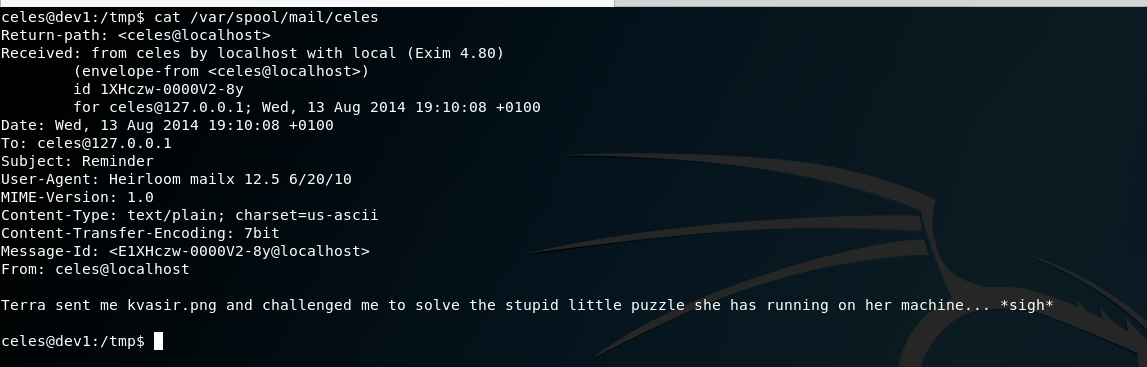 celes@dev1:/tmp$ cat /var/spool/mail/celes
Return-path: <celes@localhost>
Received: from celes by localhost with local (Exim 4.80)
        (envelope-from <celes@localhost>)
        id 1XHczw-0000V2-8y
        for celes@127.0.0.1; Wed, 13 Aug 2014 19:10:08 +0100
Date: Wed, 13 Aug 2014 19:10:08 +0100
To: celes@127.0.0.1
Subject: Reminder
User-Agent: Heirloom mailx 12.5 6/20/10
MIME-Version: 1.0
Content-Type: text/plain; charset=us-ascii
Content-Transfer-Encoding: 7bit
Message-Id: <E1XHczw-0000V2-8y@localhost>
From: celes@localhost

Terra sent me kvasir.png and challenged me to solve the stupid little puzzle she has running on her machine... *sigh*

celes@dev1:/tmp$